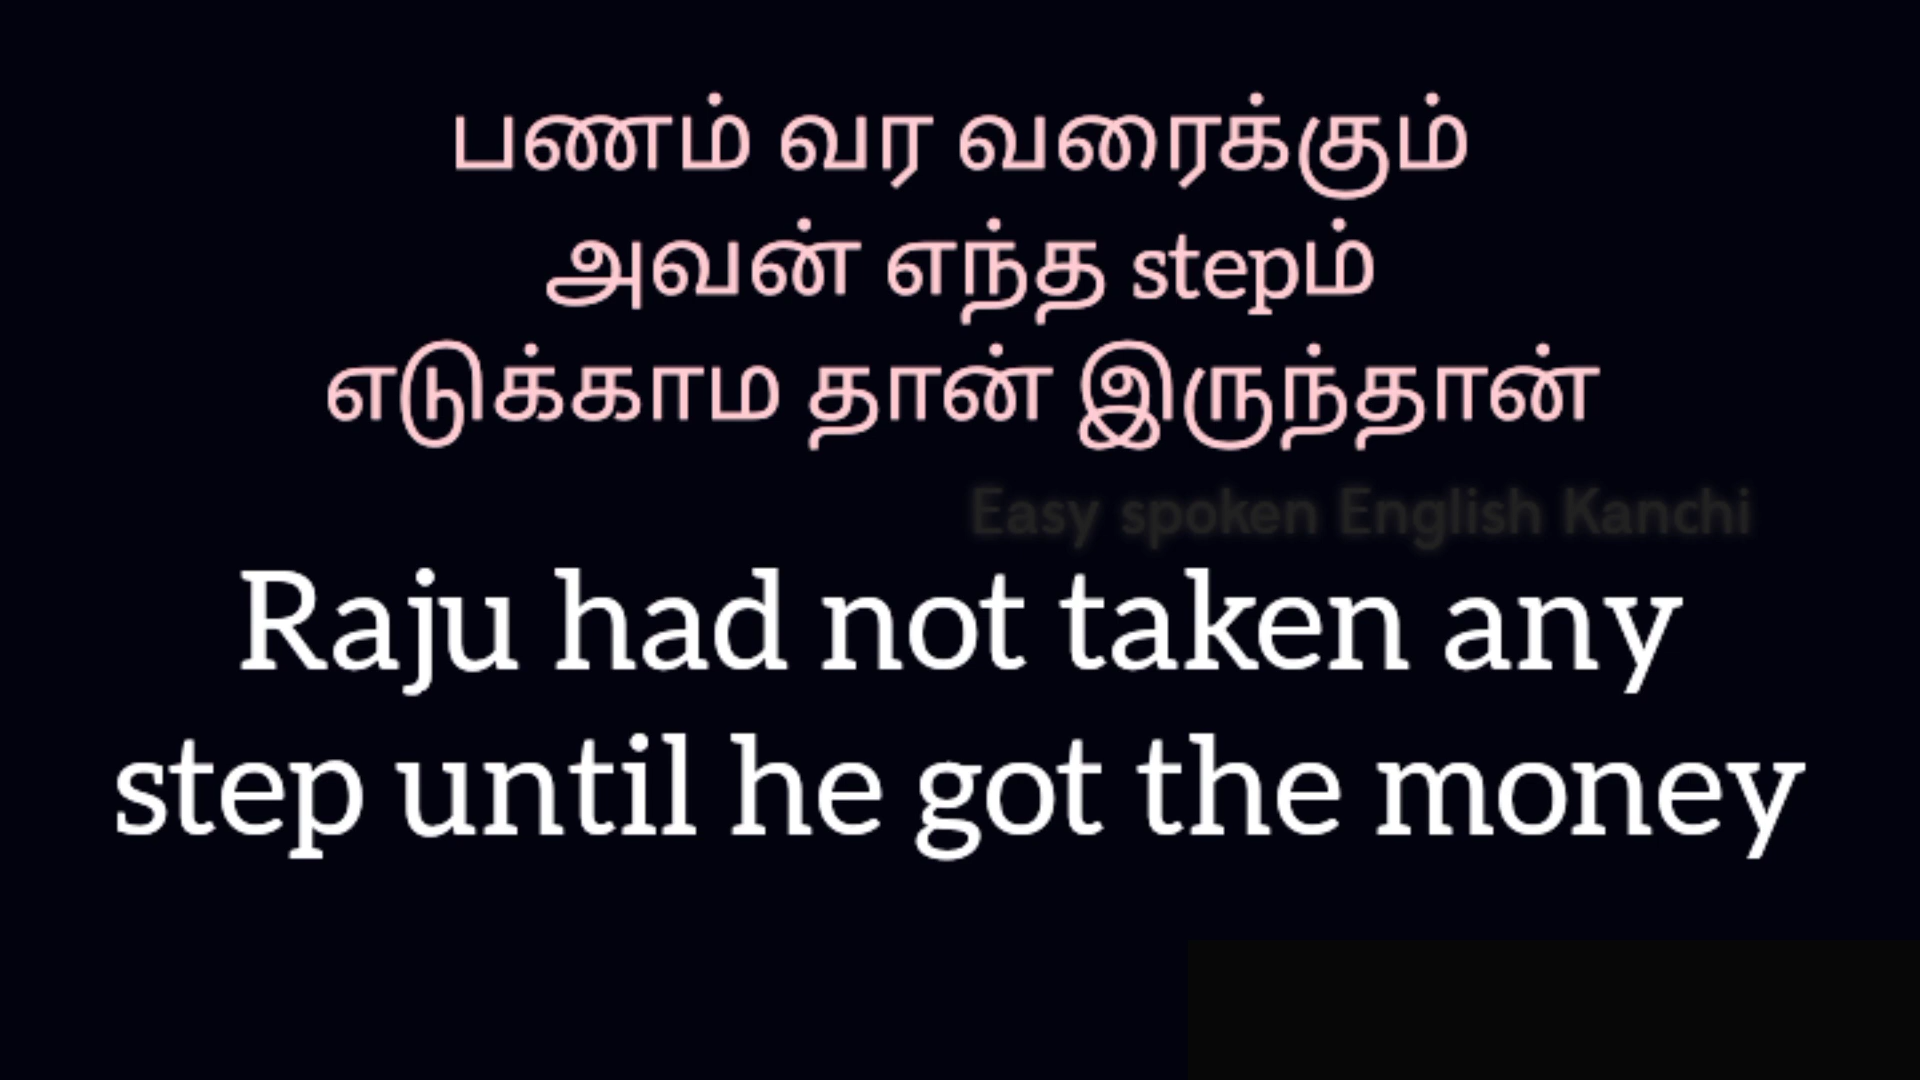 பணம் வர வரைக்கும்
அவன் எந்த stepம்
எடுக்காம தான் இருந்தான்
Easy spoken English Kanchi
Raju had not taken any
step until he got the money